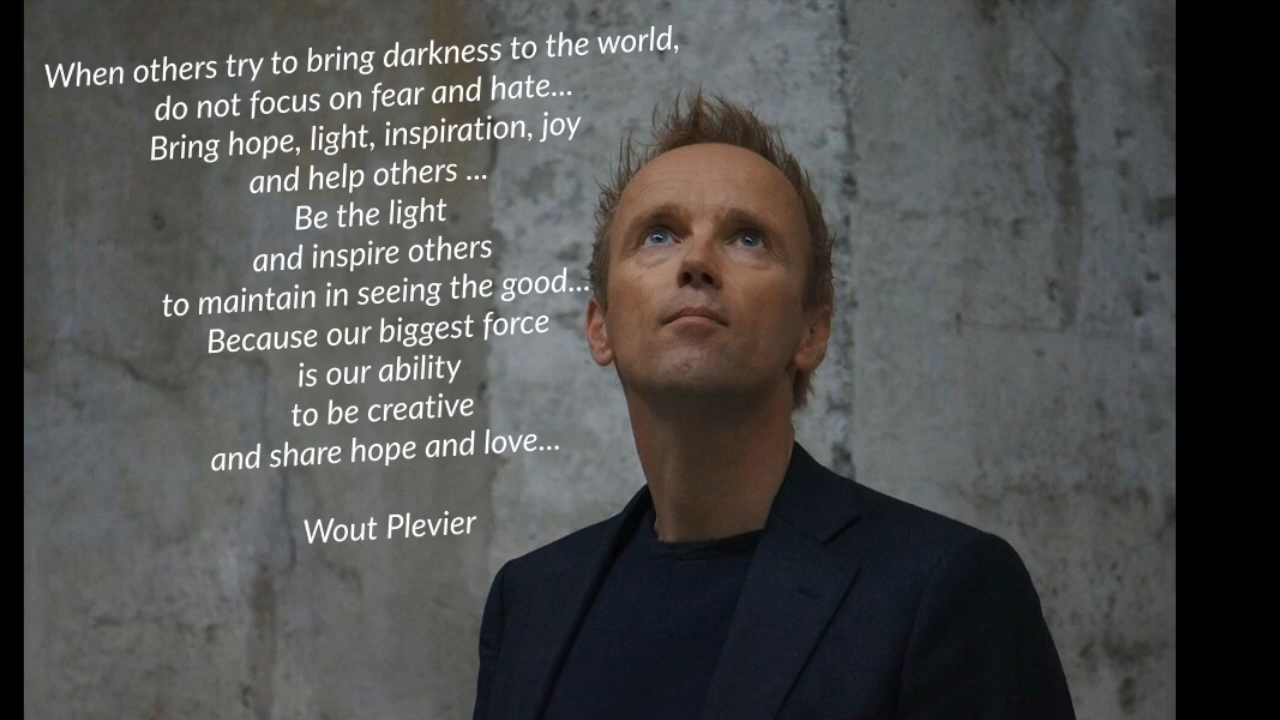 When others try to bring darkness to the world,
do not focus on fear and hate...
Bring hope, light, inspiration, joy
and help others ...
Be the light
and inspire others
to maintain in seeing the good...
Because our biggest force
is our ability
to be creative
and share hope and love...
Wout Plevier